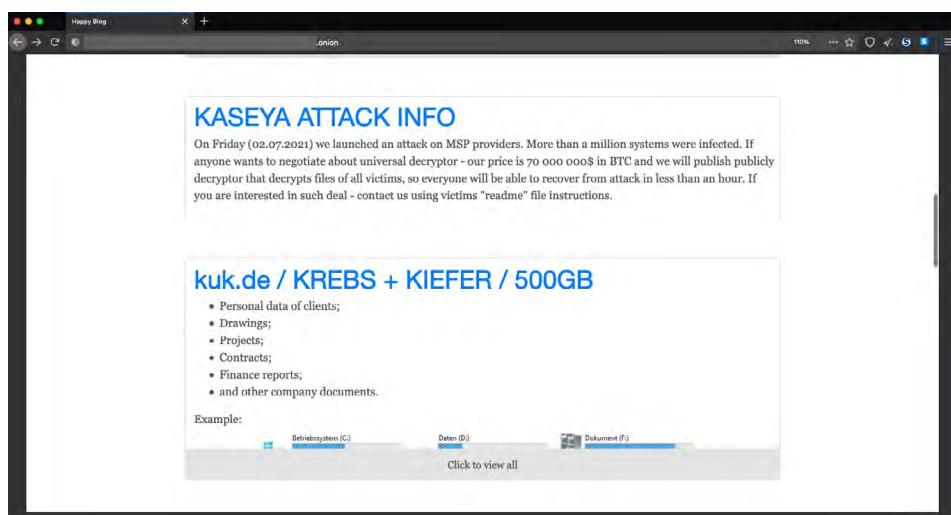 Happy Blog
.onion
110%
KASEYA ATTACK INFO
On Friday (02.07.2021) we launched an attack on MSP providers. More than a million systems were infected. If
anyone wants to negotiate about universal decryptor - our price is 70 000 000$ in BTC and we will publish publicly
decryptor that decrypts files of all victims, so everyone will be able to recover from attack in less than an hour. If
you are interested in such deal - contact us using victims "readme" file instructions.
kuk.de / KREBS + KIEFER / 500GB
Personal data of clients;
Drawings;
Projects;
Contracts;
Finance reports;
and other company documents.
Example:
Betriebssystem (C:) Daten (D:) Dokument (F:)
Click to view all